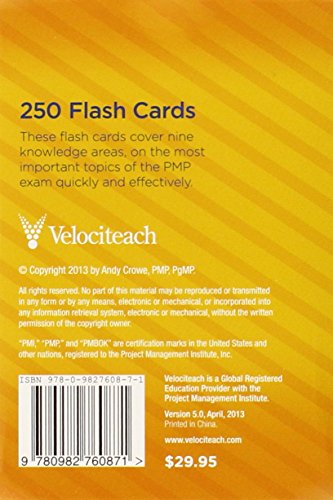 250 Flash Cards
These flash cards cover nine
knowledge areas, on the most
important topics of the PMP
exam quickly and effectively.
Velociteach
© Copyright 2013 by Andy Crowe, PMP, PgMP.
All rights reserved. No part of this material may be reproduced or transmitted
in any form or by any means, electronic or mechanical, or incorporated into
any information retrieval system, electronic or mechanical, without the written
permission of the copyright owner.
"PMI," "PMP," and "PMBOK" are certification marks in the United States and
other nations, registered to the Project Management Institute, Inc.
ISBN 978-0-9827608-7-1
9 780982 760871 >
Velociteach is a Global Registered
Education Provider with the
Project Management Institute.
Version 5.0, April, 2013
Printed in China.
www.velociteach.com
$29.95